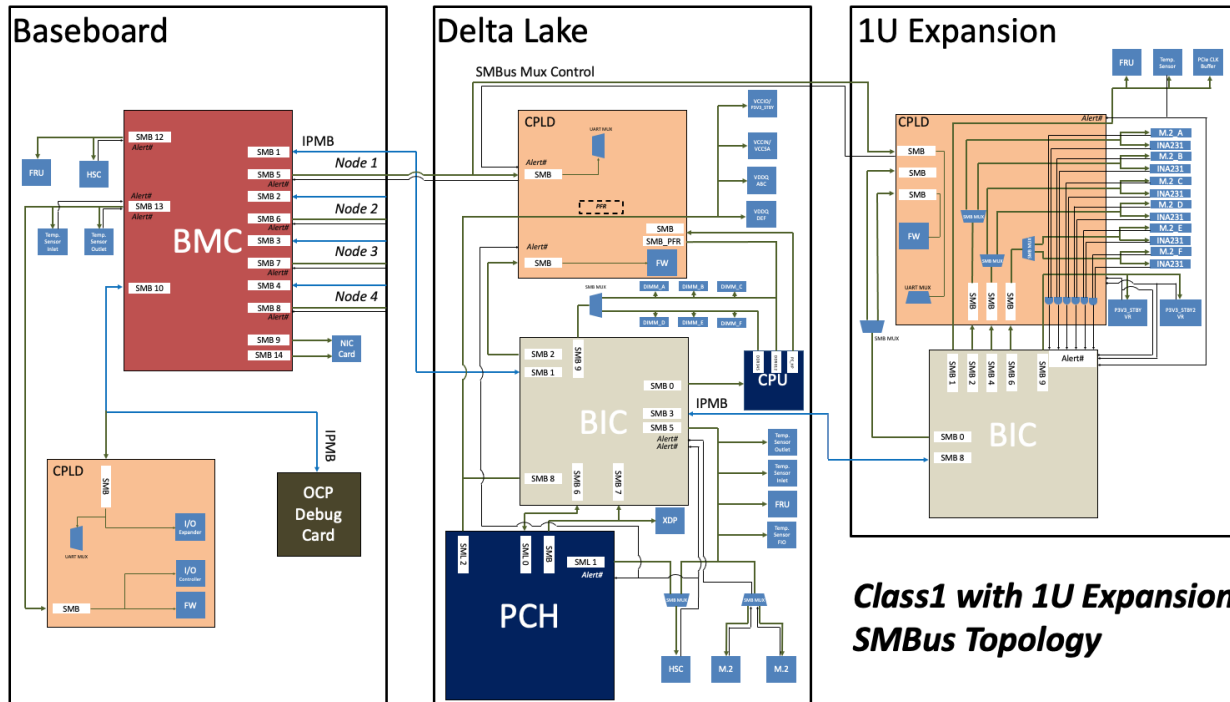 Baseboard
SMB 12
Alert#
FRU
HSC
Alert#
SMB 13
Alert#
Temp.
Sensor
Inlet
Temp.
Sensor
Outlet
BMC
SMB 10
SMB 1
SMB 5
Alert#
SMB 2
SMB 6
Alert#
SMB 3
SMB 7
Alert#
SMB 4
SMB 8
Alert#
SMB 9
SMB 14
IPMB
Node 1
Node 2
Node 3
Node 4
NIC
Card
IPMB
CPLD
SMB
UART MUX
I/O
Expander
I/O
Controller
SMB
FW
OCP
Debug
Card
Delta Lake
SMBus Mux Control
CPLD
UART MUX
Alert#
SMB
PFR
SMB
SMB_PFR
Alert#
SMB
FW
VCCIO/
P3V3_STBY
VCCIN/
VCCSA
VDDQ
ABC
VDDQ
DEF
SMB MUX
DIMM_A
DIMM_B
DIMM_C
DIMM_D
DIMM_E
DIMM_F
SMB 2
SMB 1
SMB 9
BIC
SMB 0
SMB 3
SMB 5
Alert#
Alert#
SMB 8
SMB 6
SMB 7
CPU
IPMB
Temp.
Sensor
Outlet
Temp.
Sensor
Inlet
FRU
Temp.
Sensor
FIO
XDP
SML 2
SML 0
SMB
SML 1
Alert#
PCH
SMB MUX
SMB MUX
HSC
M.2
M.2
1U Expansion
FRU
Temp.
Sensor
PCIe CLK
Buffer
CPLD
Alert#
SMB
SMB
SMB
FW
UART MUX
SMB MUX
SMB MUX
SMB MUX
SMB
SMB
SMB
M.2_A
INA231
M.2_B
INA231
M.2_C
INA231
M.2_D
INA231
M.2_E
INA231
M.2_F
INA231
P3V3_STBY
VR
P3V3_STBY2
VR
SMB MUX
SMB 1
SMB 2
SMB 4
SMB 6
SMB 9
Alert#
BIC
SMB 0
SMB 8
Class1 with 1U Expansion
SMBus Topology